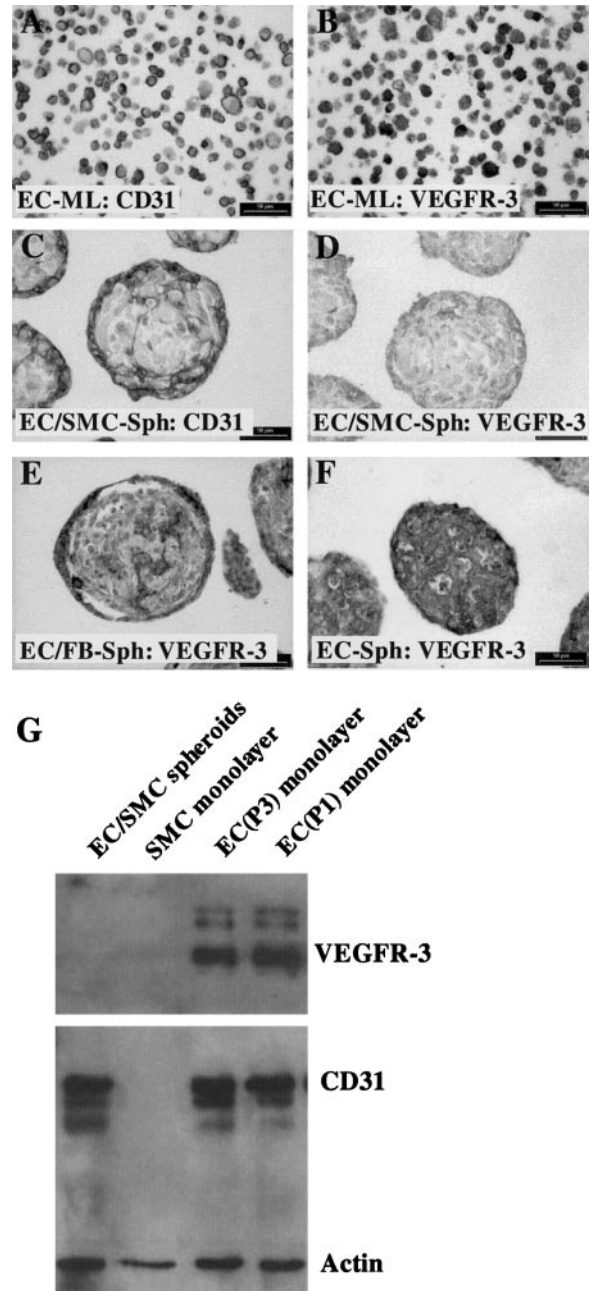 A
EC-ML: CD31
B
EC-ML: VEGFR-3
C
EC/SMC-Sph: CD31
D
EC/SMC-Sph: VEGFR-3
E
EC/FB-Sph: VEGFR-3
F
EC-Sph: VEGFR-3
G
EC/SMC spheroids
SMC monolayer
EC(P3) monolayer
EC(P1) monolayer
VEGFR-3
CD31
Actin